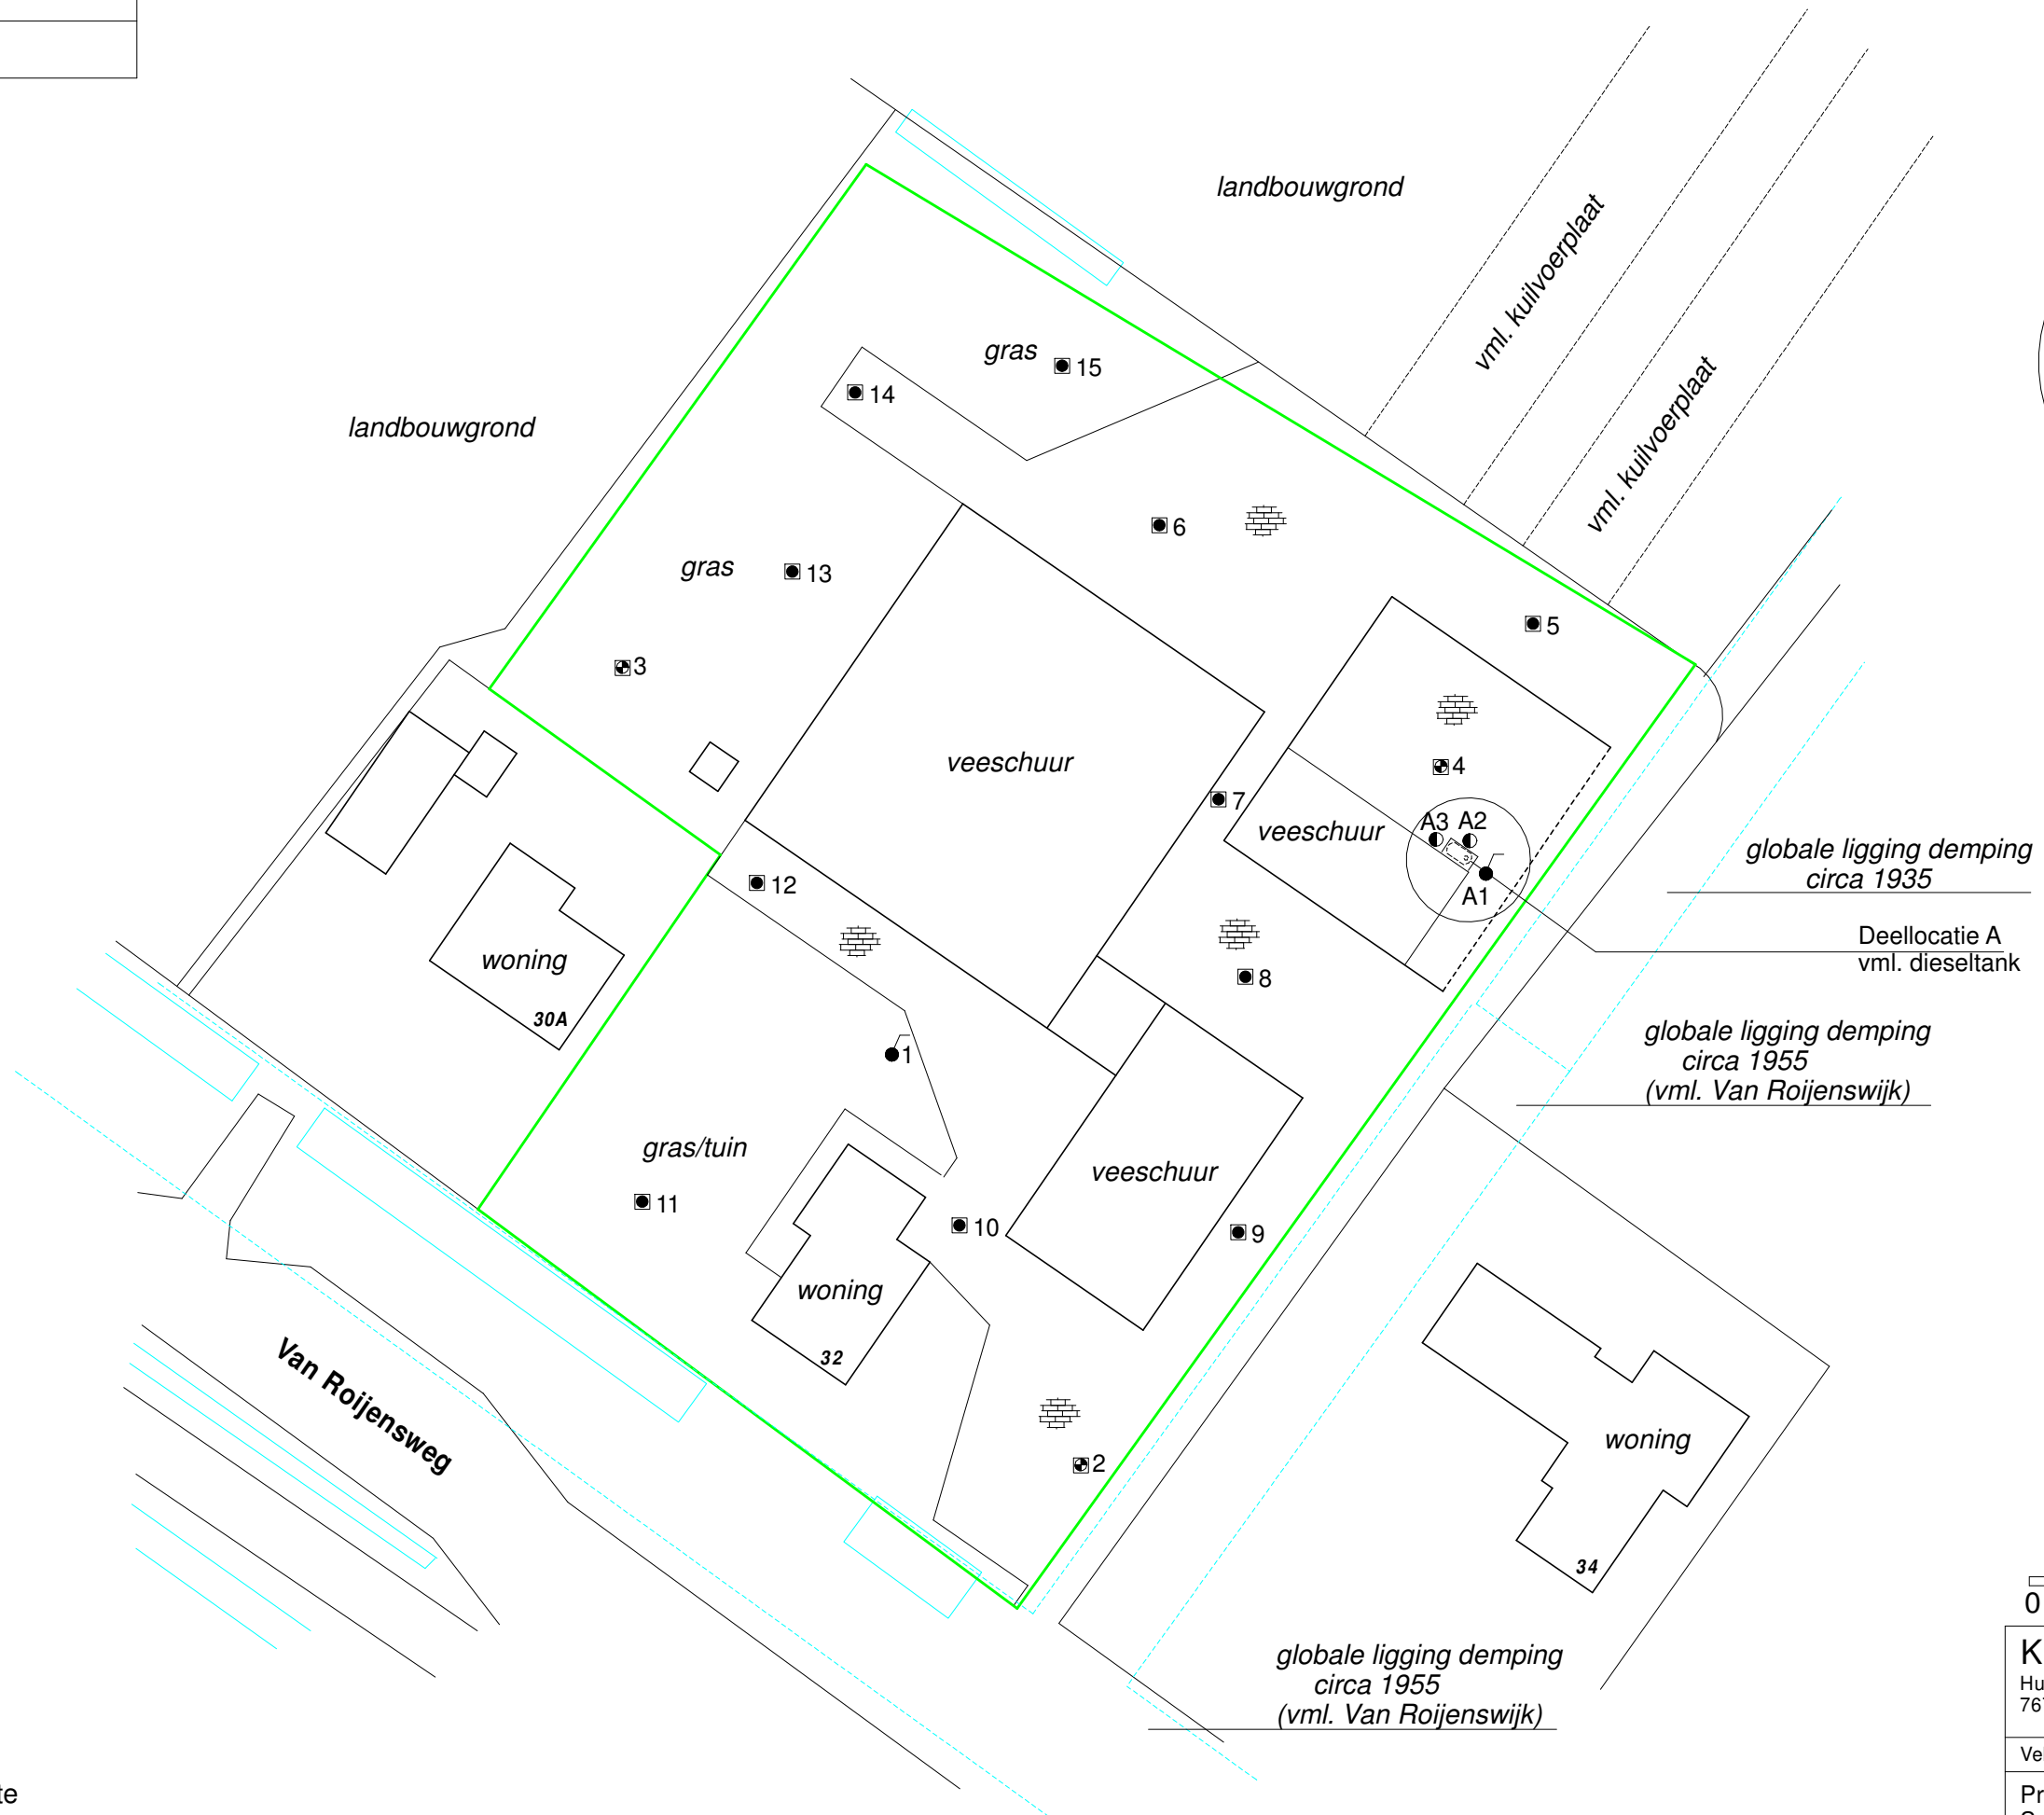 landbouwgrond
vml. kuilvoerplaat
vml. kuilvoerplaat
gras
15
14
landbouwgrond
6
gras
13
5
3
4
veeschuur
7
veeschuur
A3
A2
A1
globale ligging demping
circa 1935
12
Deellocatie A
vml. dieseltank
woning
30A
8
globale ligging demping
circa 1955
(vml. Van Roijenswijk)
1
gras/tuin
veeschuur
11
10
9
woning
32
Van Roijensweg
2
woning
34
0
globale ligging demping
circa 1955
(vml. Van Roijenswijk)